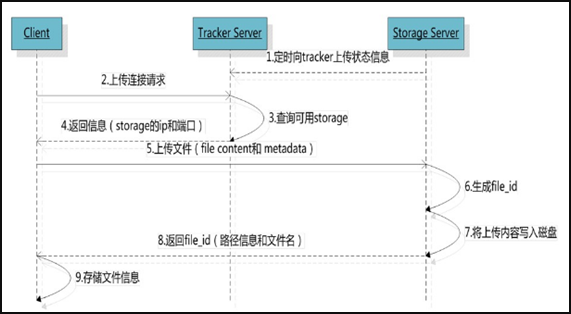 Client
Tracker Server
Storage Server
1.定时向tracker上传状态信息
2.上传连接请求
3.查询可用storage
4.返回信息（storage的ip和端口）
5.上传文件（file content和 metadata）
6.生成file_id
7.将上传内容写入磁盘
8.返回file_id（路径信息和文件名）
9.存储文件信息